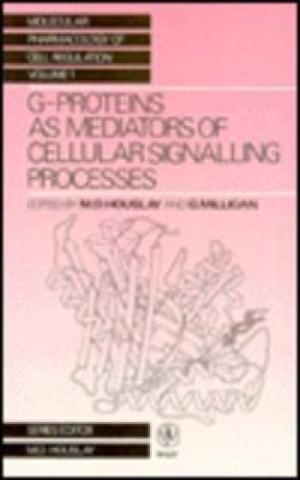 MOLECULAR
PHARMACOLOGY OF
CELL REGULATION
VOLUME 1
G-PROTEINS
AS MEDIATORS OF
CELLULAR SIGNALLING
PROCESSES
EDITED BY M.D. HOUSLAY AND G. MILLIGAN
SERIES EDITOR
M.D. HOUSLAY
WILEY